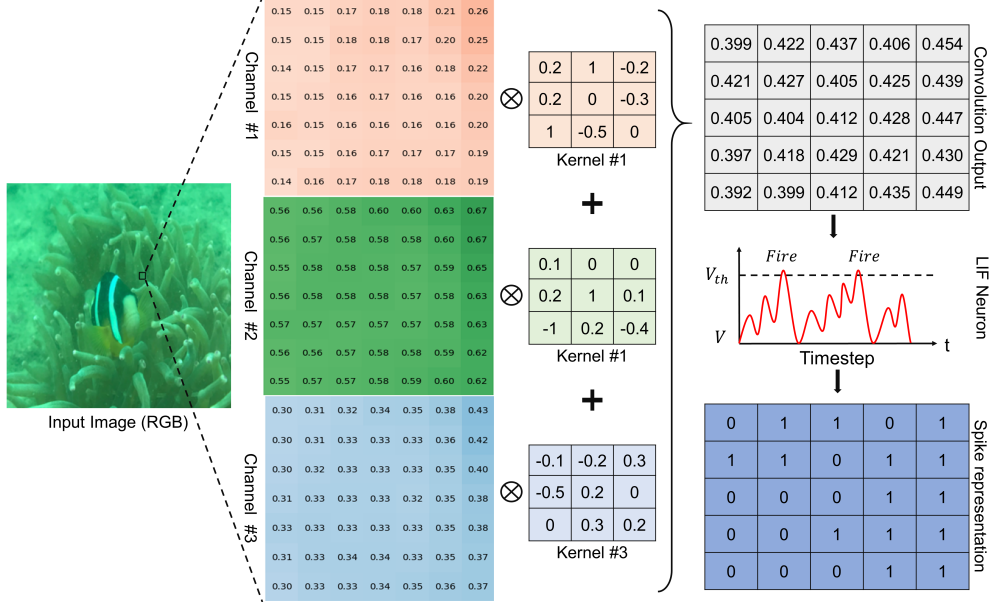 Input Image (RGB)
Channel #1
0.15 0.15 0.17 0.18 0.18 0.21 0.26
0.15 0.15 0.18 0.18 0.17 0.20 0.25
0.14 0.15 0.17 0.17 0.16 0.18 0.22
0.15 0.15 0.16 0.17 0.16 0.16 0.20
0.16 0.15 0.16 0.16 0.16 0.16 0.20
0.15 0.15 0.16 0.17 0.17 0.17 0.19
0.14 0.16 0.17 0.18 0.18 0.18 0.19
Channel #2
0.56 0.56 0.58 0.60 0.60 0.63 0.67
0.56 0.57 0.58 0.58 0.58 0.60 0.67
0.55 0.58 0.58 0.58 0.57 0.59 0.65
0.56 0.58 0.58 0.57 0.56 0.58 0.63
0.57 0.57 0.57 0.57 0.57 0.58 0.63
0.56 0.56 0.57 0.58 0.58 0.59 0.62
0.55 0.57 0.57 0.58 0.59 0.60 0.62
Channel #3
0.30 0.31 0.32 0.34 0.35 0.38 0.43
0.30 0.31 0.33 0.33 0.33 0.36 0.42
0.30 0.32 0.33 0.33 0.33 0.35 0.40
0.31 0.33 0.33 0.33 0.32 0.35 0.38
0.33 0.33 0.33 0.33 0.33 0.35 0.38
0.31 0.33 0.34 0.34 0.33 0.35 0.37
0.30 0.33 0.33 0.34 0.35 0.36 0.37
⊗
0.2 1 -0.2
0.2 0 -0.3
1 -0.5 0
Kernel #1
+
⊗
0.1 0 0
0.2 1 0.1
-1 0.2 -0.4
Kernel #1
+
⊗
-0.1 -0.2 0.3
-0.5 0.2 0
0 0.3 0.2
Kernel #3
0.399 0.422 0.437 0.406 0.454
0.421 0.427 0.405 0.425 0.439
0.405 0.404 0.412 0.428 0.447
0.397 0.418 0.429 0.421 0.430
0.392 0.399 0.412 0.435 0.449
Convolution Output
Fire Fire
Vth
V
t
Timestep
LIF Neuron
0 1 1 0 1
1 1 0 1 1
0 0 0 1 1
0 0 1 1 1
0 0 0 1 1
Spike representation